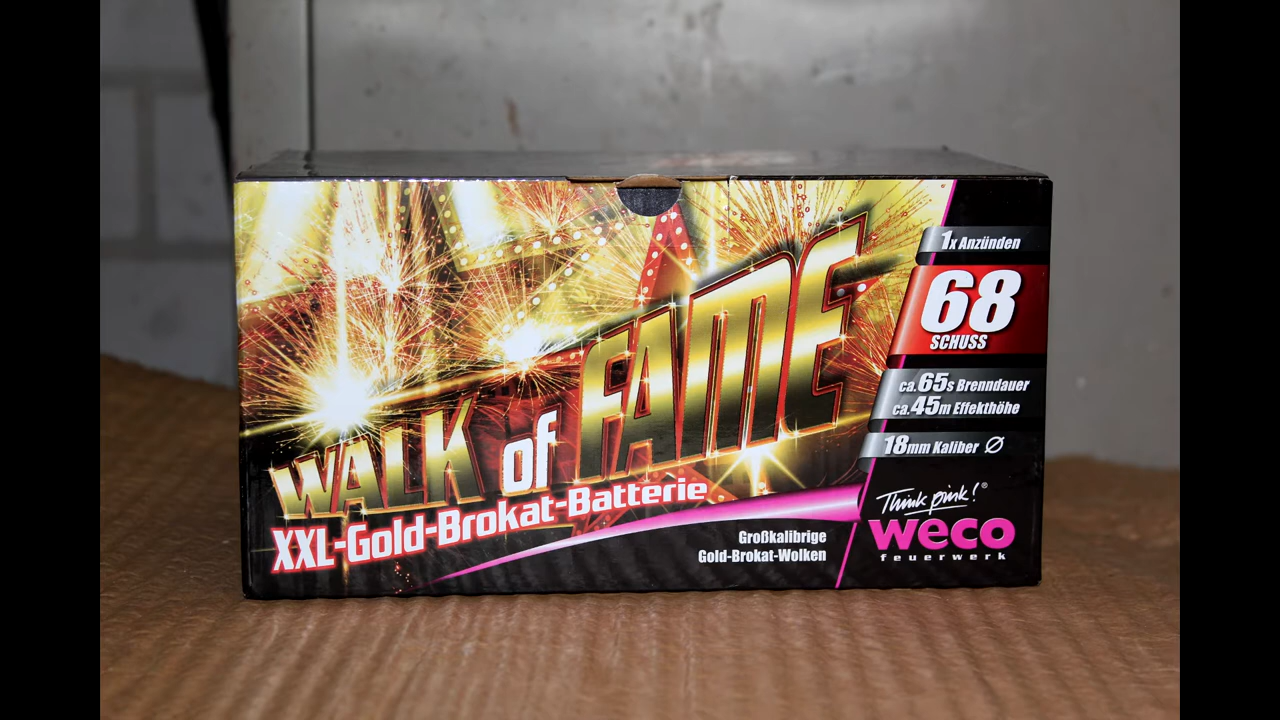 WALK of FAME
XXL-Gold-Brokat-Batterie
Großkalibrige
Gold-Brokat-Wolken
1x Anzünden
68
SCHUSS
ca.65s Brenndauer
ca.45m Effekthöhe
18mm Kaliber Ø
Think pink!®
weco
feuerwerk